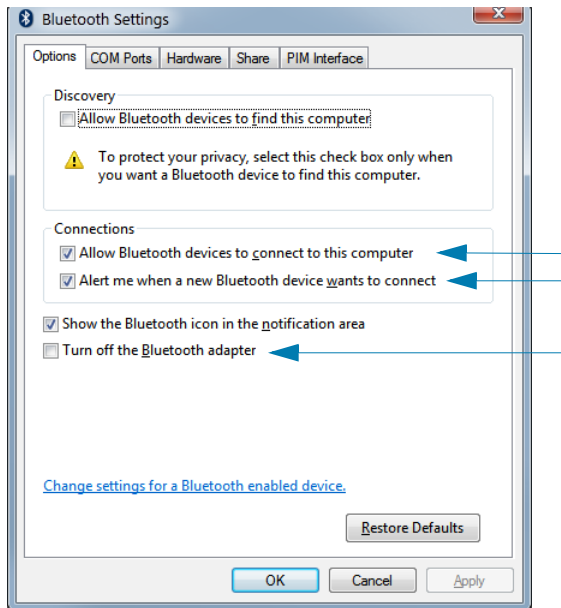 Bluetooth Settings
Options COM Ports Hardware Share PIM Interface
Discovery
Allow Bluetooth devices to find this computer
To protect your privacy, select this check box only when
you want a Bluetooth device to find this computer.
Connections
Allow Bluetooth devices to connect to this computer
Alert me when a new Bluetooth device wants to connect
Show the Bluetooth icon in the notification area
Turn off the Bluetooth adapter
Change settings for a Bluetooth enabled device.
Restore Defaults
OK Cancel Apply